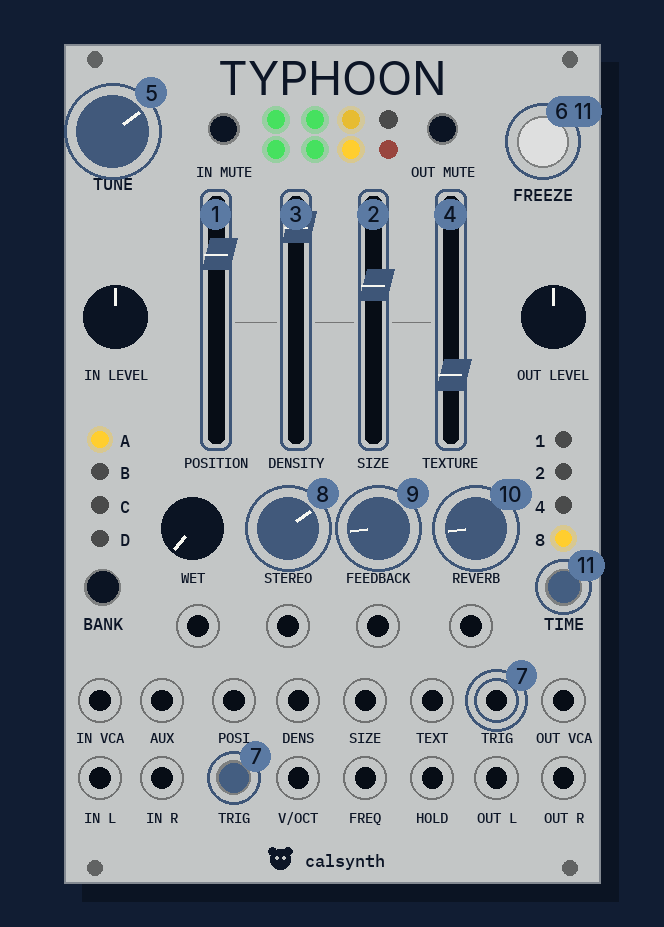 TYPHOON
5
6 11
IN MUTE
OUT MUTE
TUNE
FREEZE
1
3
2
4
IN LEVEL
OUT LEVEL
A
1
B
2
C
4
D
8
POSITION
DENSITY
SIZE
TEXTURE
8
9
10
11
WET
STEREO
FEEDBACK
REVERB
BANK
TIME
7
IN VCA
AUX
POSI
DENS
SIZE
TEXT
TRIG
OUT VCA
7
IN L
IN R
TRIG
V/OCT
FREQ
HOLD
OUT L
OUT R
calsynth